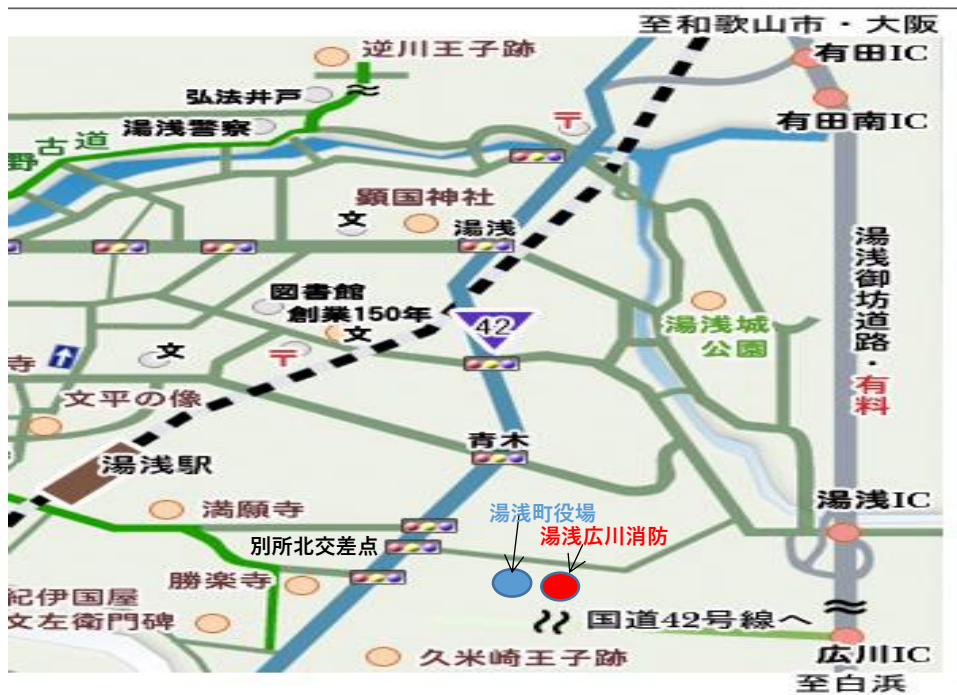 至和歌山市・大阪
逆川王子跡
有田IC
弘法井戸
〒
有田南IC
湯浅警察
野古道
顕国神社
文
湯浅
湯浅御坊道路・有料
図書館
創業150年
文
42
湯浅城
公園
〒
文
寺
文平の像
青木
湯浅駅
湯浅IC
満願寺
湯浅町役場
湯浅広川消防
別所北交差点
勝楽寺
紀伊国屋
文左衛門碑
国道42号線へ
久米崎王子跡
広川IC
至白浜